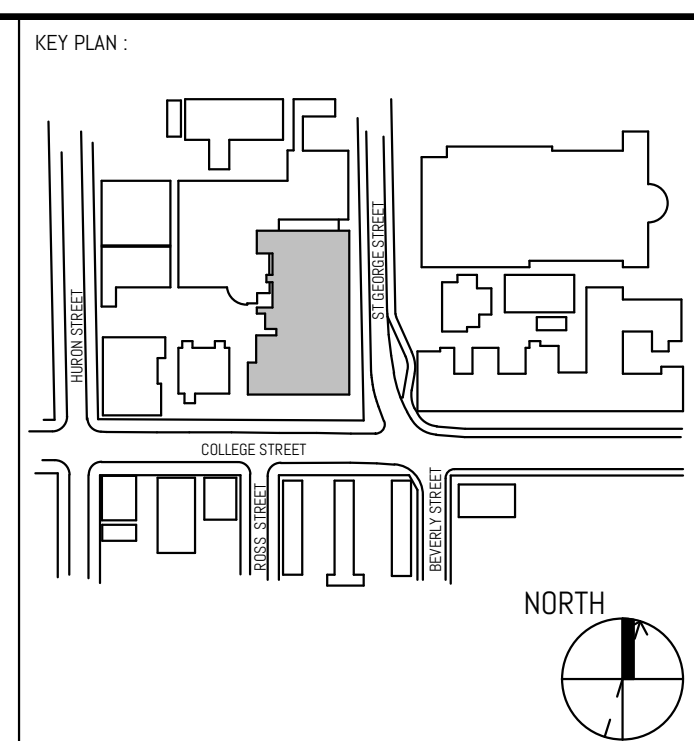 KEY PLAN :
HURON STREET
ST GEORGE STREET
COLLEGE STREET
ROSS STREET
BEVERLY STREET
NORTH